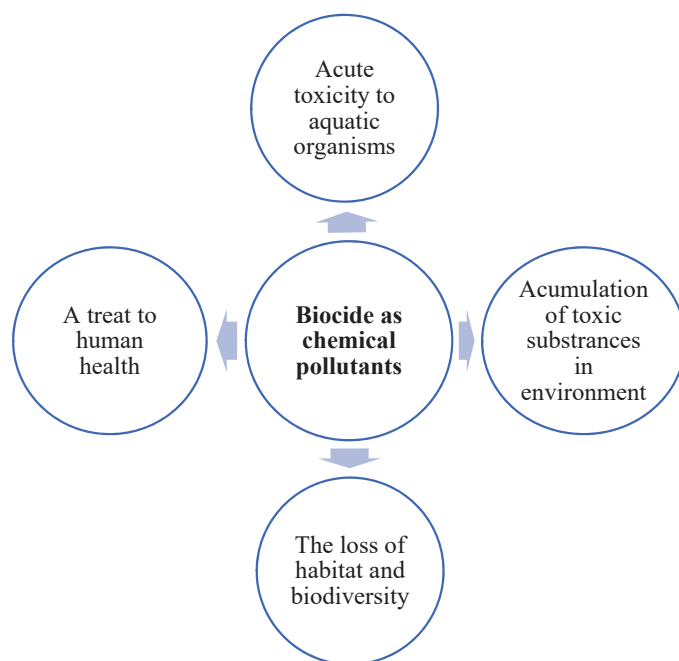 Acute
toxicity to
aquatic
organisms
A treat to
human
health
Biocide as
chemical
pollutants
Acumulation
of toxic
substrances
in
environment
The loss of
habitat and
biodiversity